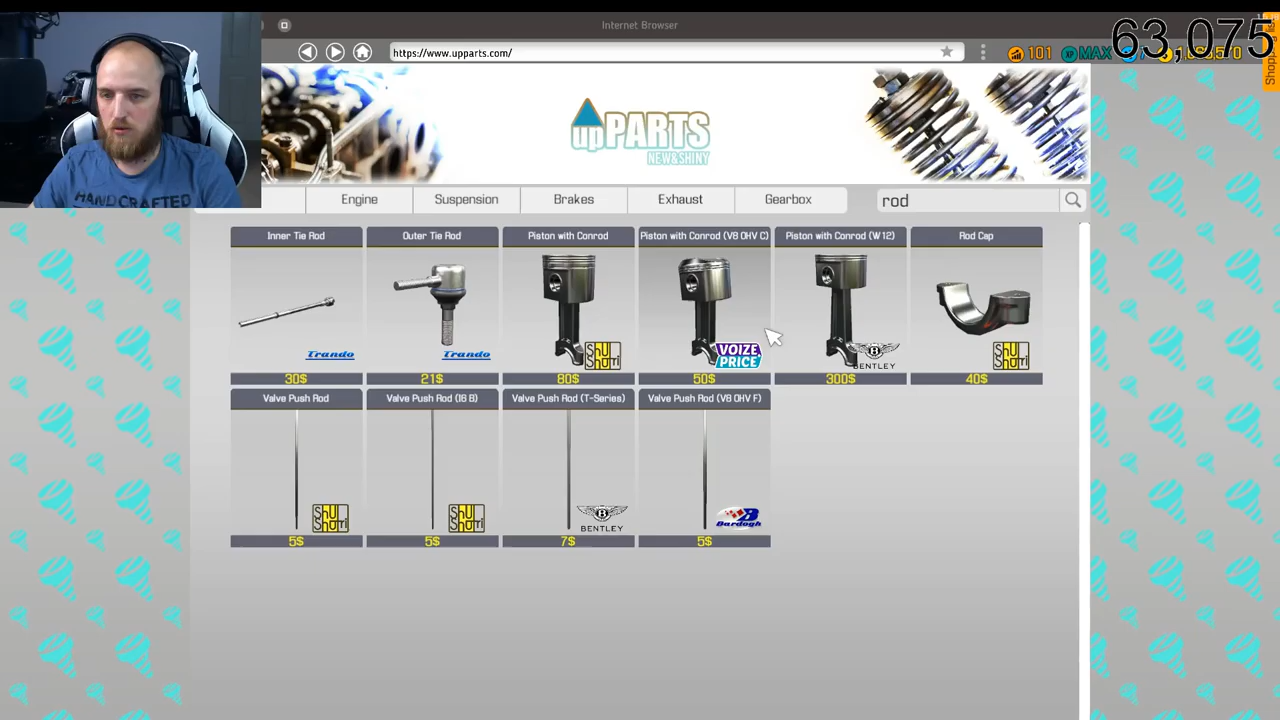 Internet Browser
63,075
https://www.upparts.com/
101
MAX
upPARTS
NEW&SHINY
HANDCRAFTED
Engine
Suspension
Brakes
Exhaust
Gearbox
rod
Inner Tie Rod
Outer Tie Rod
Piston with Conrod
Piston with Conrod (V8 OHV C)
Piston with Conrod (W12)
Rod Cap
Trando
Trando
VOIZE PRICE
BENTLEY
30$
21$
80$
50$
300$
40$
Valve Push Rod
Valve Push Rod (I6 B)
Valve Push Rod (T-Series)
Valve Push Rod (V8 OHV F)
BENTLEY
Bardogh
5$
5$
7$
5$